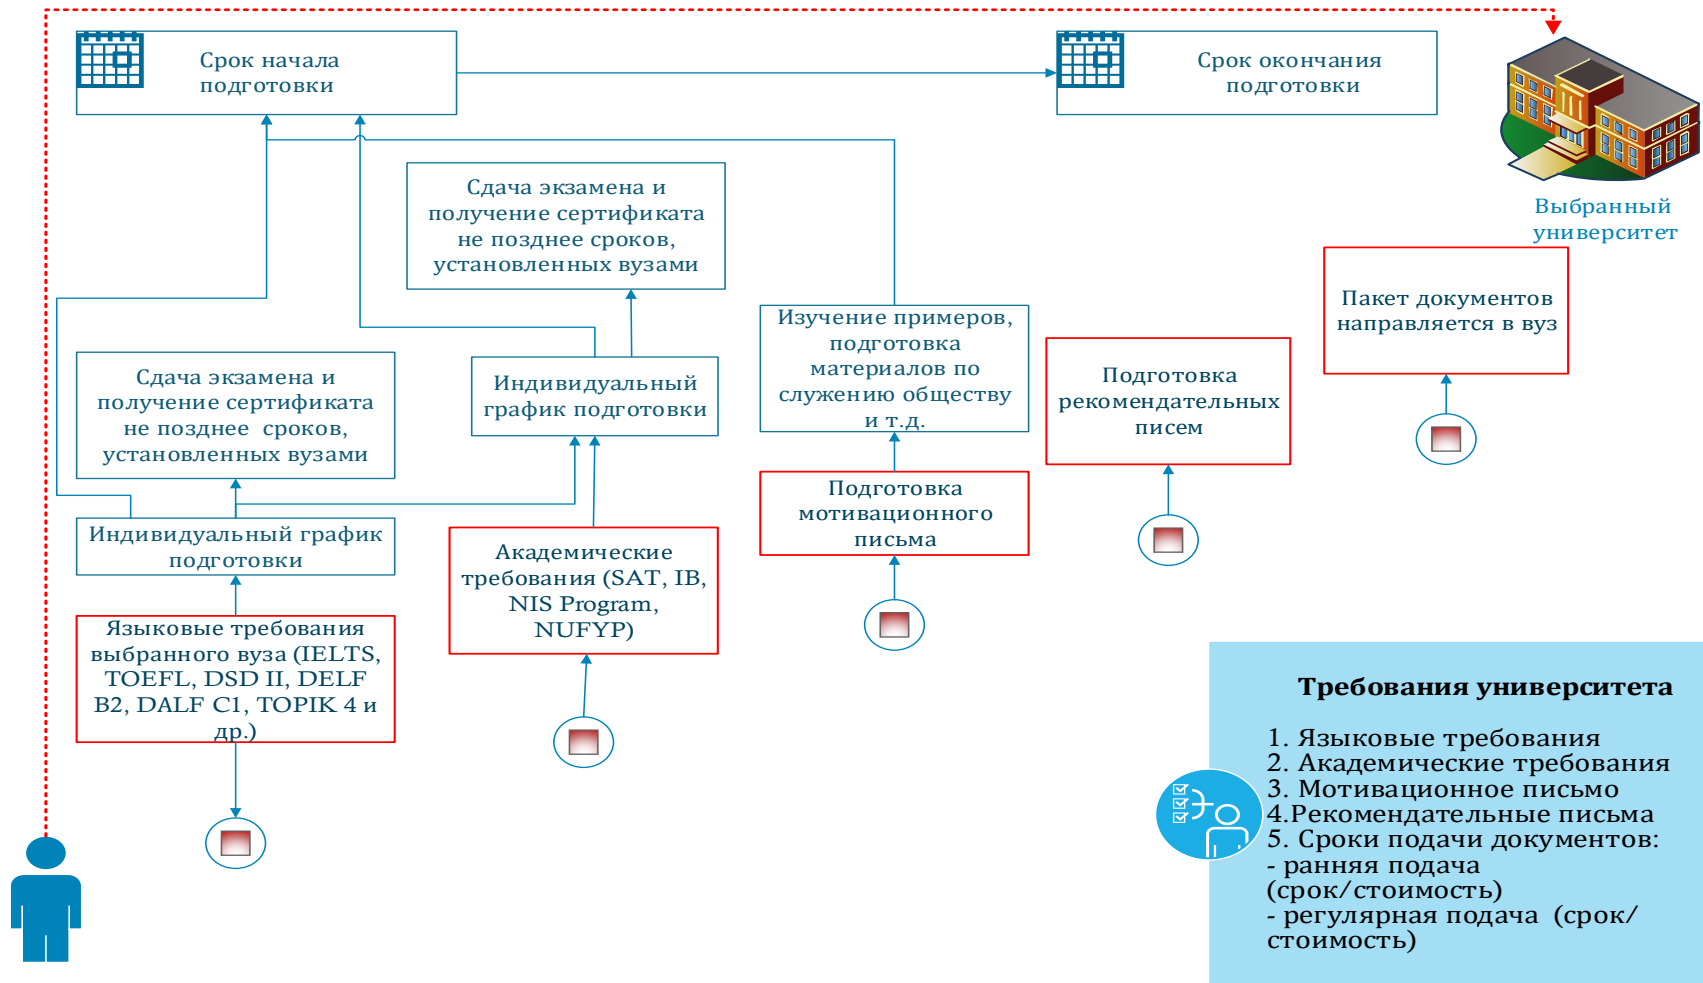 Срок начала
подготовки
Срок окончания
подготовки
Выбранный
университет
Сдача экзамена и
получение сертификата
не позднее сроков,
установленных вузами
Пакет документов
направляется в вуз
Изучение примеров,
подготовка
материалов по
служению обществу
и т.д.
Подготовка
рекомендательных
писем
Сдача экзамена и
получение сертификата
не позднее сроков,
установленных вузами
Индивидуальный
график подготовки
Подготовка
мотивационного
письма
Индивидуальный график
подготовки
Академические
требования (SAT, IB,
NIS Program,
NUFYP)
Языковые требования
выбранного вуза (IELTS,
TOEFL, DSD II, DELF
B2, DALF C1, TOPIK 4 и
др.)
Требования университета
1. Языковые требования
2. Академические требования
3. Мотивационное письмо
4.Рекомендательные письма
5. Сроки подачи документов:
- ранняя подача
(срок/стоимость)
- регулярная подача (срок/
стоимость)